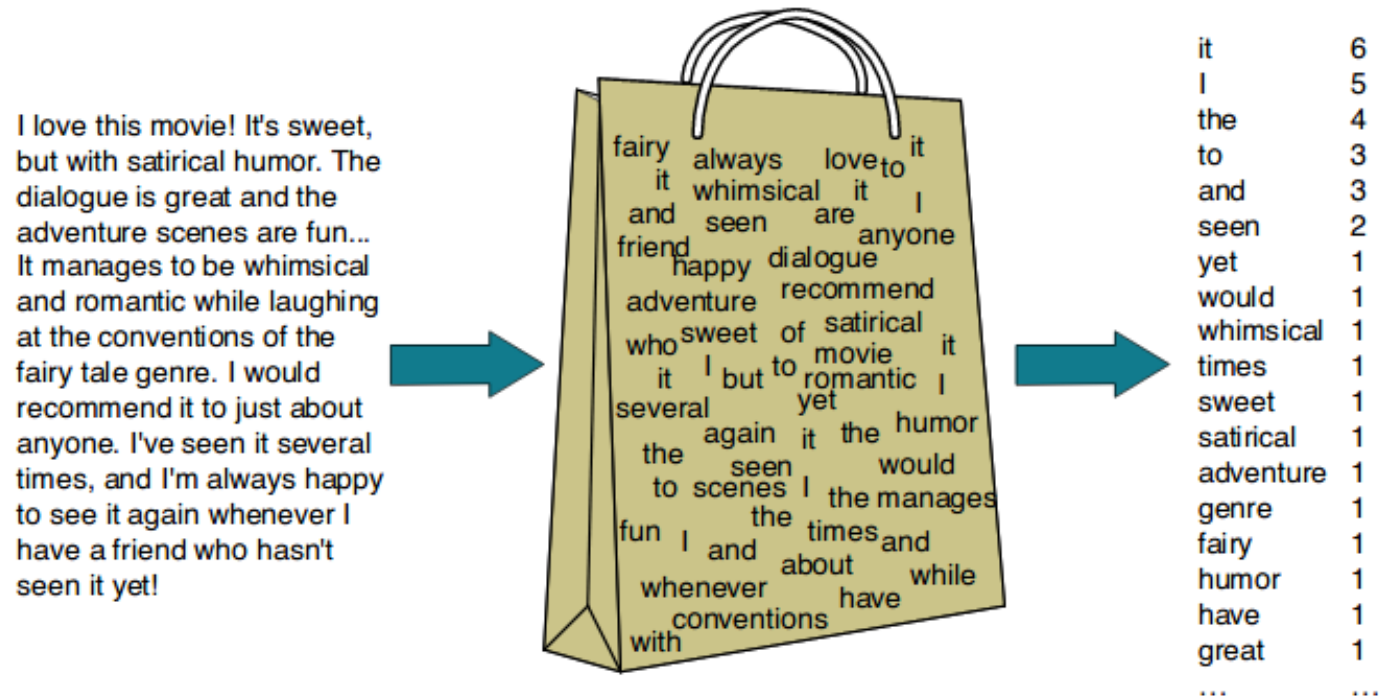 I love this movie! It's sweet,
but with satirical humor. The
dialogue is great and the
adventure scenes are fun...
It manages to be whimsical
and romantic while laughing
at the conventions of the
fairy tale genre. I would
recommend it to just about
anyone. I've seen it several
times, and I'm always happy
to see it again whenever I
have a friend who hasn't
seen it yet!
fairy always love to it
it whimsical it I
and seen are anyone
friend happy dialogue
adventure recommend
who sweet of satirical
it I but to movie it
romantic I
several yet
again it the humor
the seen would
to scenes I the manages
fun I and the times and
about
whenever have while
conventions
with
it 6
I 5
the 4
to 3
and 3
seen 2
yet 1
would 1
whimsical 1
times 1
sweet 1
satirical 1
adventure 1
genre 1
fairy 1
humor 1
have 1
great 1
... ...